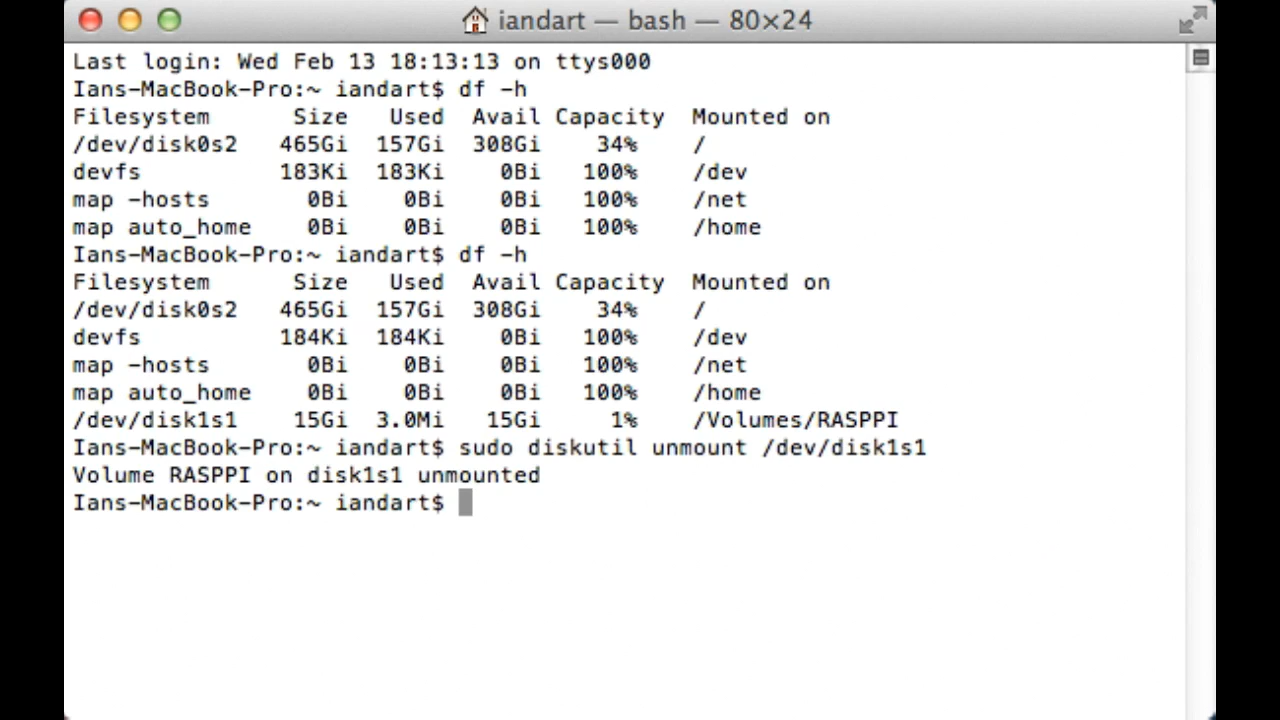 iandart — bash — 80×24
Last login: Wed Feb 13 18:13:13 on ttys000
Ians-MacBook-Pro:~ iandart$ df -h
Filesystem      Size   Used  Avail Capacity  Mounted on
/dev/disk0s2   465Gi  157Gi  308Gi    34%    /
devfs          183Ki  183Ki    0Bi   100%    /dev
map -hosts       0Bi    0Bi    0Bi   100%    /net
map auto_home    0Bi    0Bi    0Bi   100%    /home
Ians-MacBook-Pro:~ iandart$ df -h
Filesystem      Size   Used  Avail Capacity  Mounted on
/dev/disk0s2   465Gi  157Gi  308Gi    34%    /
devfs          184Ki  184Ki    0Bi   100%    /dev
map -hosts       0Bi    0Bi    0Bi   100%    /net
map auto_home    0Bi    0Bi    0Bi   100%    /home
/dev/disk1s1    15Gi  3.0Mi   15Gi     1%    /Volumes/RASPPI
Ians-MacBook-Pro:~ iandart$ sudo diskutil unmount /dev/disk1s1
Volume RASPPI on disk1s1 unmounted
Ians-MacBook-Pro:~ iandart$